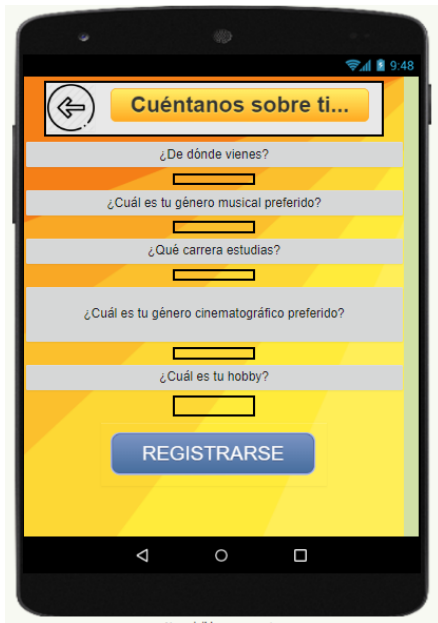 9:48
Cuéntanos sobre ti...
¿De dónde vienes?
¿Cuál es tu género musical preferido?
¿Qué carrera estudias?
¿Cuál es tu género cinematográfico preferido?
¿Cuál es tu hobby?
REGISTRARSE